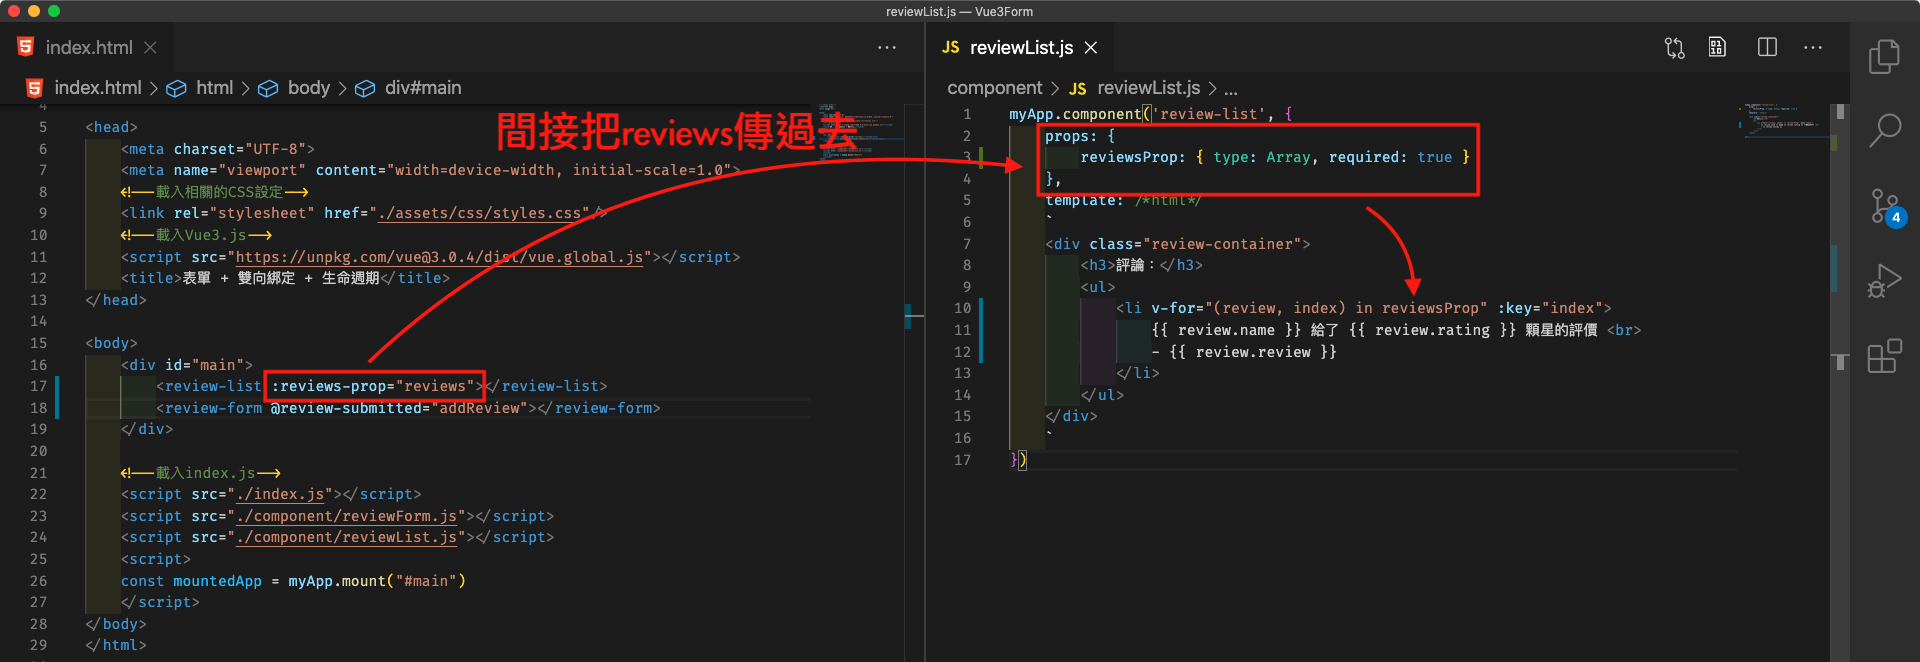 reviewList.js — Vue3Form
index.html
index.html > html > body > div#main
4
5 <head>
6 <meta charset="UTF-8">
7 <meta name="viewport" content="width=device-width, initial-scale=1.0">
8 <!--載入相關的CSS設定-->
9 <link rel="stylesheet" href="./assets/css/styles.css"/>
10 <!--載入Vue3.js-->
11 <script src="https://unpkg.com/vue@3.0.4/dist/vue.global.js"></script>
12 <title>表單 + 雙向綁定 + 生命週期</title>
13 </head>
14
15 <body>
16 <div id="main">
17 <review-list :reviews-prop="reviews"></review-list>
18 <review-form @review-submitted="addReview"></review-form>
19 </div>
20
21 <!--載入index.js-->
22 <script src="./index.js"></script>
23 <script src="./component/reviewForm.js"></script>
24 <script src="./component/reviewList.js"></script>
25 <script>
26 const mountedApp = myApp.mount("#main")
27 </script>
28 </body>
29 </html>
間接把reviews傳過去
JS reviewList.js
component > JS reviewList.js > ...
1 myApp.component('review-list', {
2 props: {
3 reviewsProp: { type: Array, required: true }
4 },
5 template: /*html*/
6 `
7 <div class="review-container">
8 <h3>評論：</h3>
9 <ul>
10 <li v-for="(review, index) in reviewsProp" :key="index">
11 {{ review.name }} 給了 {{ review.rating }} 顆星的評價 <br>
12 - {{ review.review }}
13 </li>
14 </ul>
15 </div>
16 `
17 })
4